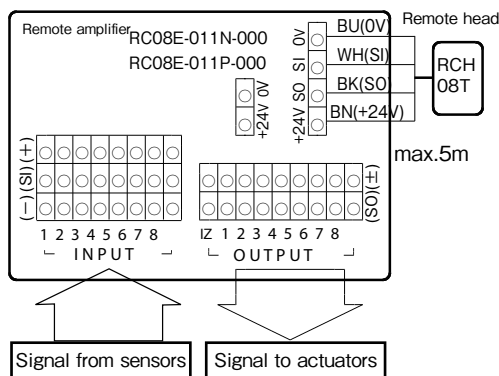 Remote amplifier
RC08E-011N-000
RC08E-011P-000
Remote head
BU(0V)
WH(SI)
BK(SO)
BN(+24V)
0V
SI
SO
+24V
0V
+24V
RCH
08T
max.5m
(+)
(SI)
(−)
(±)
(SO)
1 2 3 4 5 6 7 8
INPUT
IZ 1 2 3 4 5 6 7 8
OUTPUT
Signal from sensors
Signal to actuators